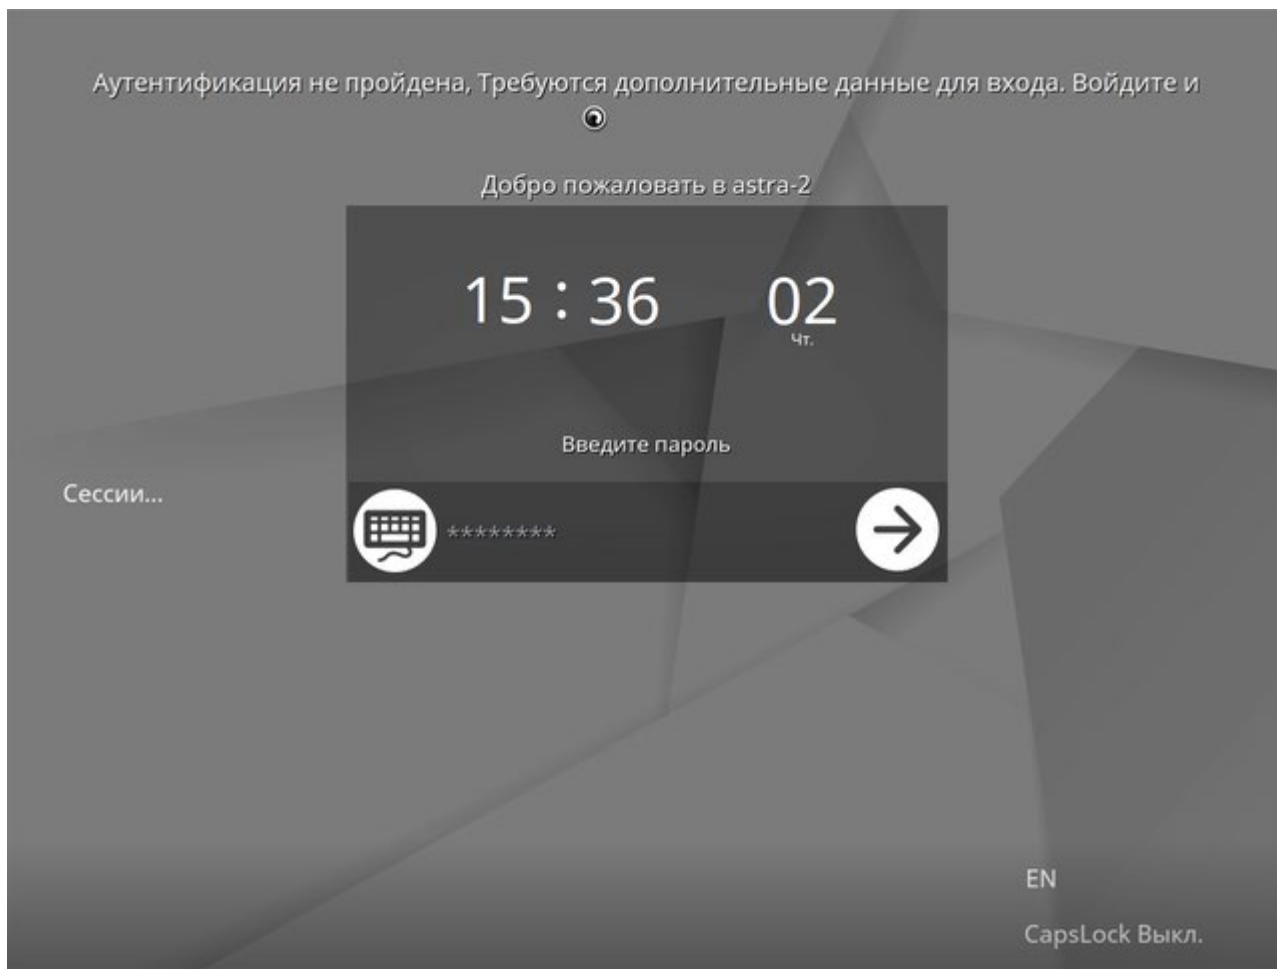 Аутентификация не пройдена, Требуются дополнительные данные для входа. Войдите и
Добро пожаловать в astra-2
15 : 36 02
Чт.
Введите пароль
Сессии...
********
EN
CapsLock Выкл.